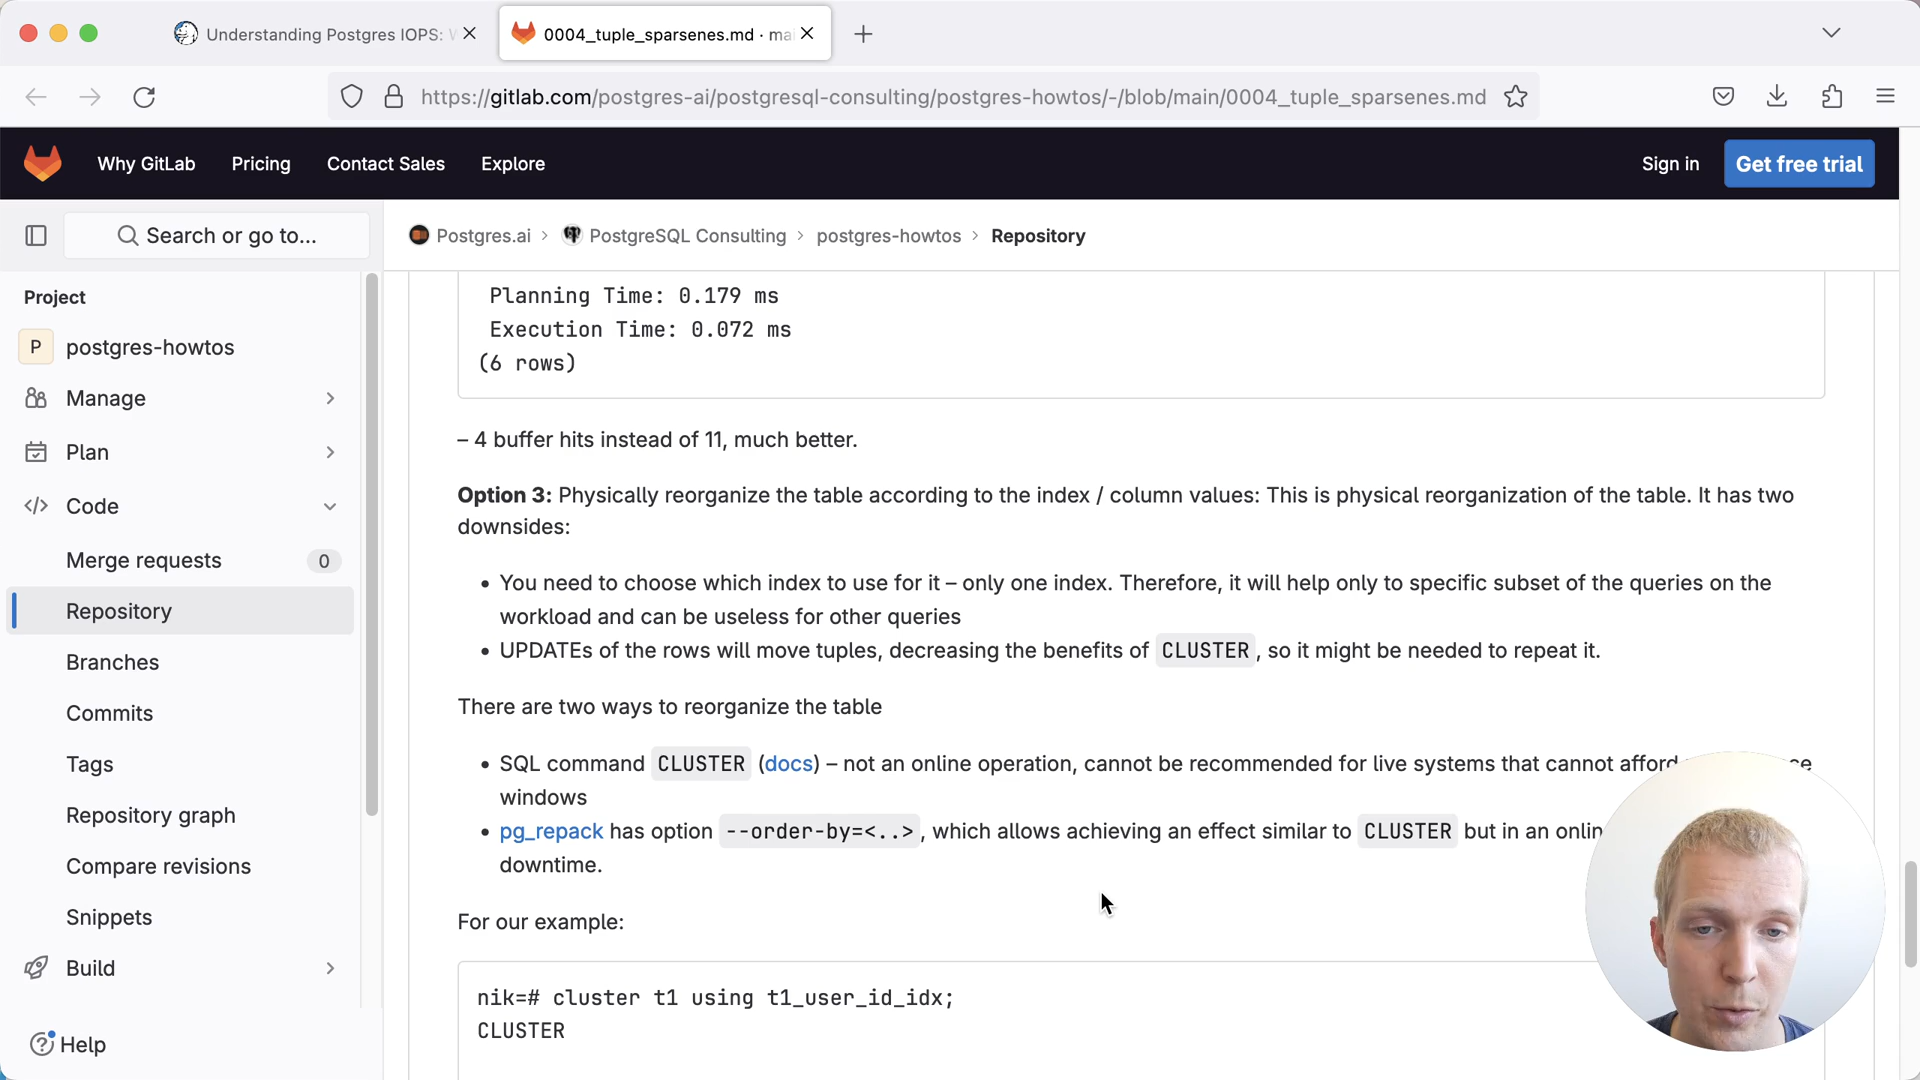 Understanding Postgres IOPS:
0004_tuple_sparsenes.md · mai
https://gitlab.com/postgres-ai/postgresql-consulting/postgres-howtos/-/blob/main/0004_tuple_sparsenes.md
Why GitLab
Pricing
Contact Sales
Explore
Sign in
Get free trial
Search or go to...
Postgres.ai › PostgreSQL Consulting › postgres-howtos › Repository
Project
P postgres-howtos
Manage
Plan
Code
Merge requests 0
Repository
Branches
Commits
Tags
Repository graph
Compare revisions
Snippets
Build
Help
Planning Time: 0.179 ms
Execution Time: 0.072 ms
(6 rows)
– 4 buffer hits instead of 11, much better.
Option 3: Physically reorganize the table according to the index / column values: This is physical reorganization of the table. It has two
downsides:
• You need to choose which index to use for it – only one index. Therefore, it will help only to specific subset of the queries on the
workload and can be useless for other queries
• UPDATEs of the rows will move tuples, decreasing the benefits of CLUSTER, so it might be needed to repeat it.
There are two ways to reorganize the table
• SQL command CLUSTER (docs) – not an online operation, cannot be recommended for live systems that cannot afford
windows
• pg_repack has option --order-by=<..>, which allows achieving an effect similar to CLUSTER but in an onlin
downtime.
For our example:
nik=# cluster t1 using t1_user_id_idx;
CLUSTER